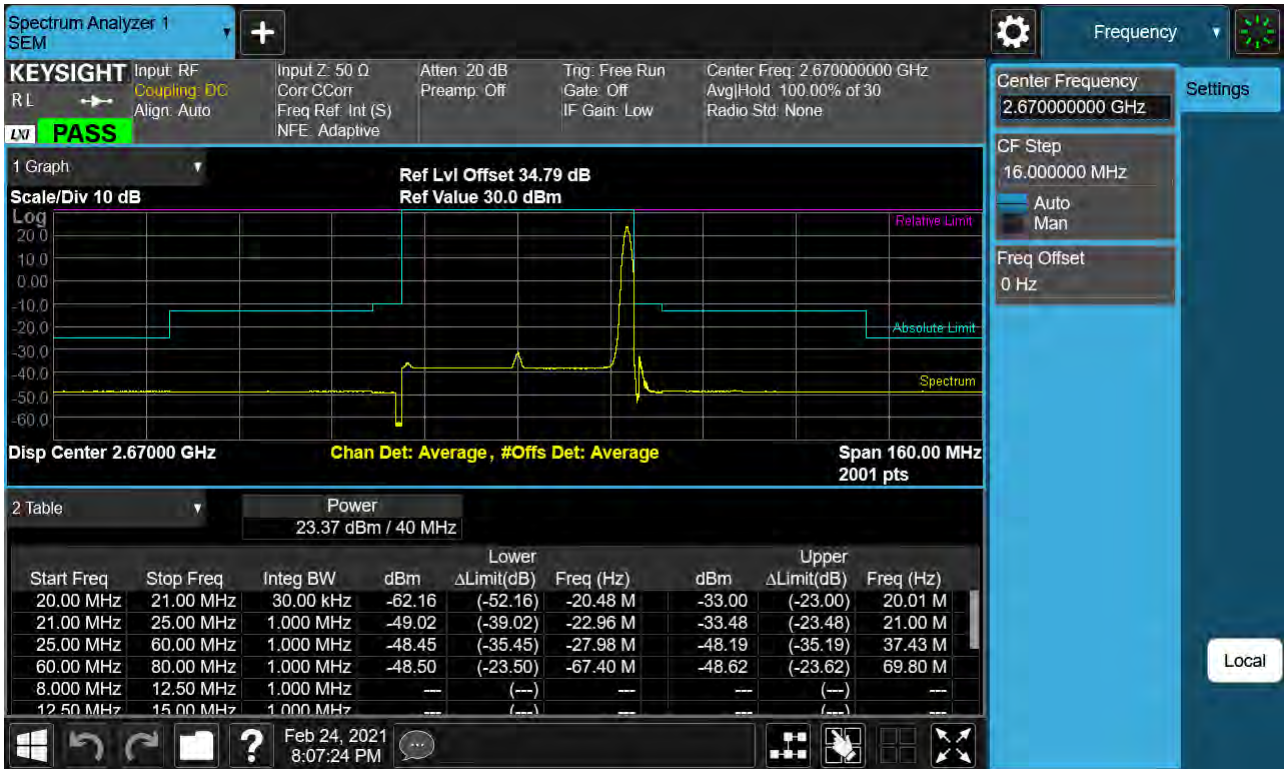 Spectrum Analyzer 1
SEM
+
Frequency
KEYSIGHT
R L
LXI
PASS
Input: RF
Coupling: DC
Align: Auto
Input Z: 50 Ω
Corr CCorr
Freq Ref: Int (S)
NFE: Adaptive
Atten: 20 dB
Preamp: Off
Trig: Free Run
Gate: Off
IF Gain: Low
Center Freq: 2.670000000 GHz
Avg|Hold: 100.00% of 30
Radio Std: None
Center Frequency
2.670000000 GHz
Settings
CF Step
16.000000 MHz
Auto
Man
Freq Offset
0 Hz
Local
1 Graph
Scale/Div 10 dB
Ref Lvl Offset 34.79 dB
Ref Value 30.0 dBm
Log
20.0
10.0
0.00
-10.0
-20.0
-30.0
-40.0
-50.0
-60.0
Relative Limit
Absolute Limit
Spectrum
Disp Center 2.67000 GHz
Chan Det: Average, #Offs Det: Average
Span 160.00 MHz
2001 pts
2 Table
Power
23.37 dBm / 40 MHz
Lower Upper
Start Freq Stop Freq Integ BW dBm ΔLimit(dB) Freq (Hz) dBm ΔLimit(dB) Freq (Hz)
20.00 MHz 21.00 MHz 30.00 kHz -62.16 (-52.16) -20.48 M -33.00 (-23.00) 20.01 M
21.00 MHz 25.00 MHz 1.000 MHz -49.02 (-39.02) -22.96 M -33.48 (-23.48) 21.00 M
25.00 MHz 60.00 MHz 1.000 MHz -48.45 (-35.45) -27.98 M -48.19 (-35.19) 37.43 M
60.00 MHz 80.00 MHz 1.000 MHz -48.50 (-23.50) -67.40 M -48.62 (-23.62) 69.80 M
8.000 MHz 12.50 MHz 1.000 MHz --- (---) --- --- (---) ---
12.50 MHz 15.00 MHz 1.000 MHz --- (---) --- --- (---) ---
?
Feb 24, 2021
8:07:24 PM